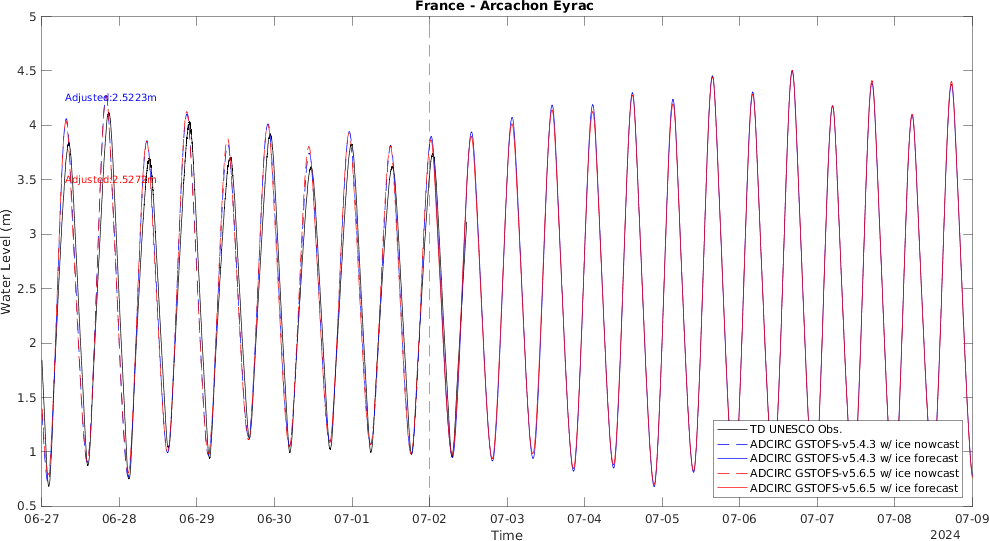 France - Arcachon Eyrac
5
4.5
4
3.5
3
2.5
2
1.5
1
0.5
Water Level (m)
Adjusted:2.5223m
Adjusted:2.5272m
TD UNESCO Obs.
ADCIRC GSTOFS-v5.4.3 w/ ice nowcast
ADCIRC GSTOFS-v5.4.3 w/ ice forecast
ADCIRC GSTOFS-v5.6.5 w/ ice nowcast
ADCIRC GSTOFS-v5.6.5 w/ ice forecast
06-27 06-28 06-29 06-30 07-01 07-02 07-03 07-04 07-05 07-06 07-07 07-08 07-09
Time
2024